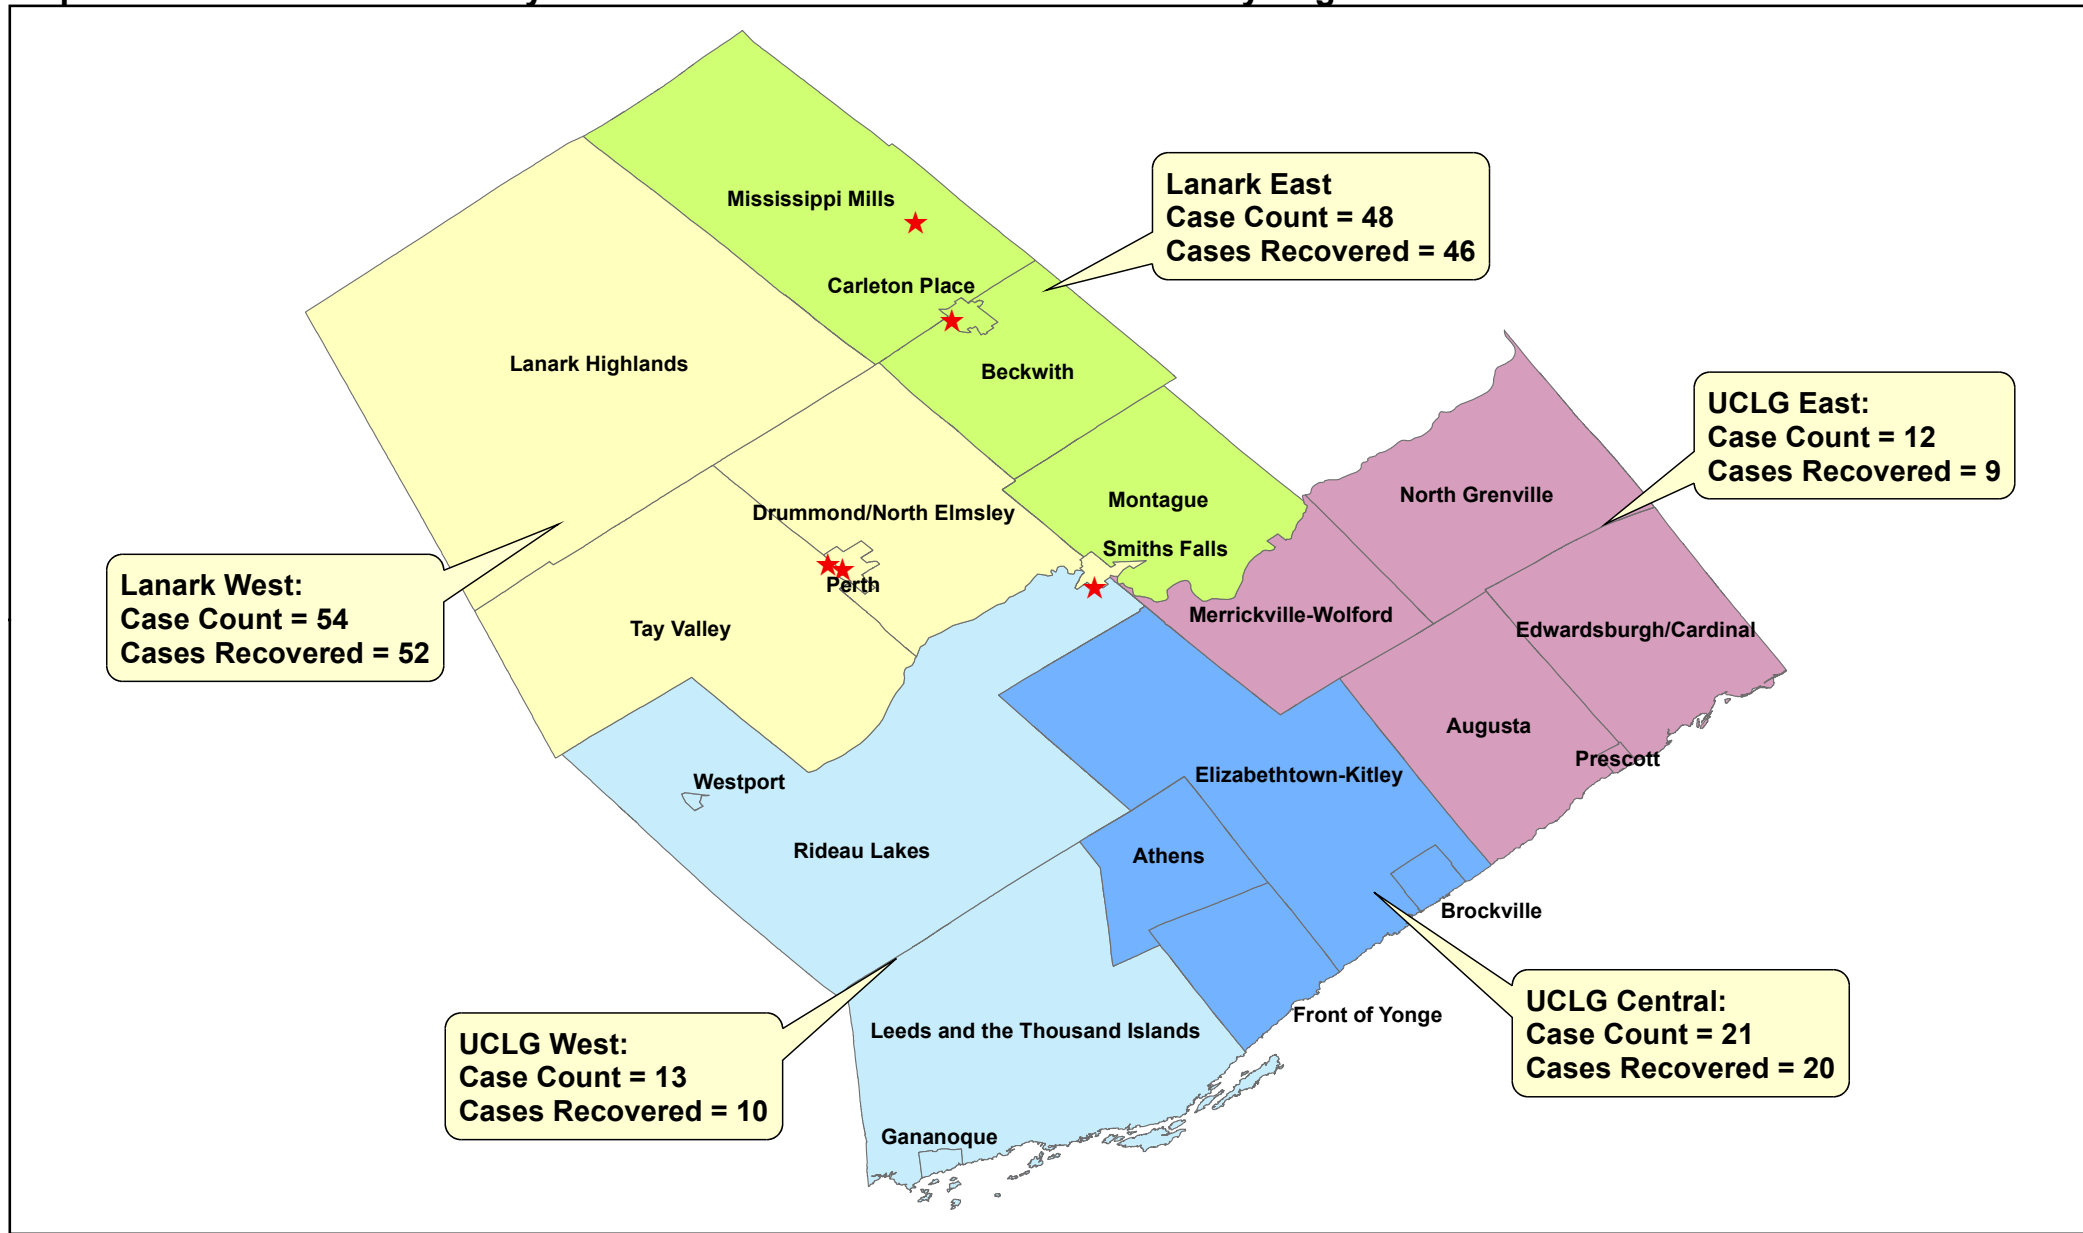 Mississippi Mills
Lanark East
Case Count = 48
Cases Recovered = 46
Carleton Place
Lanark Highlands
Beckwith
UCLG East:
Case Count = 12
Cases Recovered = 9
North Grenville
Montague
Drummond/North Elmsley
Smiths Falls
Perth
Lanark West:
Case Count = 54
Cases Recovered = 52
Tay Valley
Merrickville-Wolford
Edwardsburgh/Cardinal
Augusta
Prescott
Elizabethtown-Kitley
Westport
Rideau Lakes
Athens
Brockville
UCLG Central:
Case Count = 21
Cases Recovered = 20
Front of Yonge
Leeds and the Thousand Islands
UCLG West:
Case Count = 13
Cases Recovered = 10
Gananoque